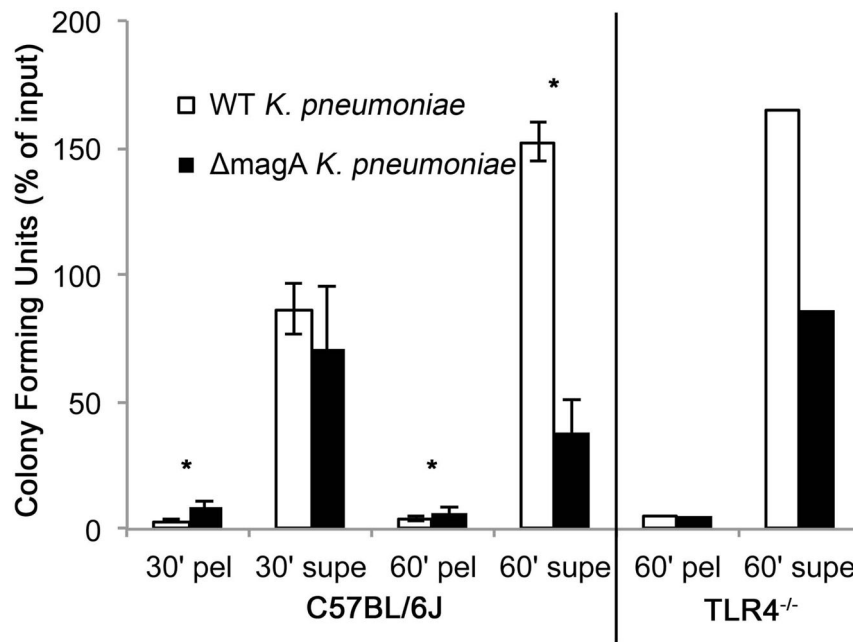 Colony Forming Units (% of input)
200
150
100
50
0
WT K. pneumoniae
ΔmagA K. pneumoniae
*
*
*
30' pel
30' supe
60' pel
60' supe
60' pel
60' supe
C57BL/6J
TLR4-/-